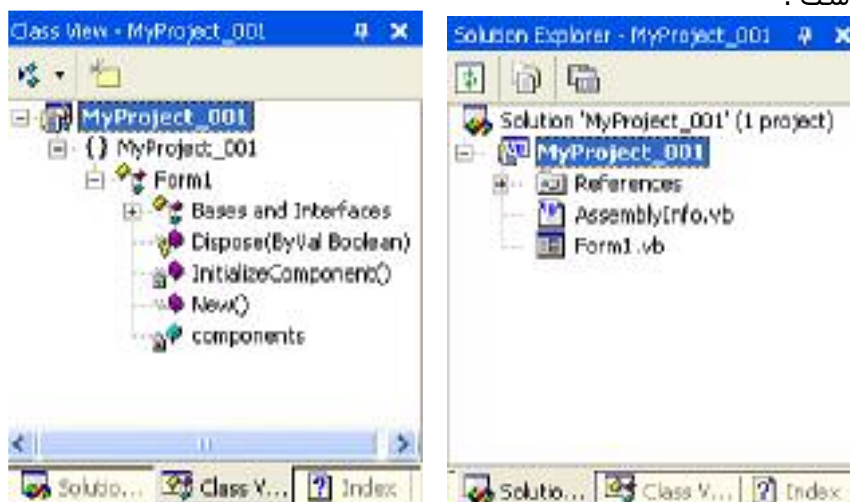 Class View - MyProject_001
MyProject_001
{} MyProject_001
Form1
Bases and Interfaces
Dispose(ByVal Boolean)
InitializeComponent()
New()
components
Solutio... Class V... Index
Solution Explorer - MyProject_001
Solution 'MyProject_001' (1 project)
MyProject_001
References
AssemblyInfo.vb
Form1.vb
Solutio... Class V... Index